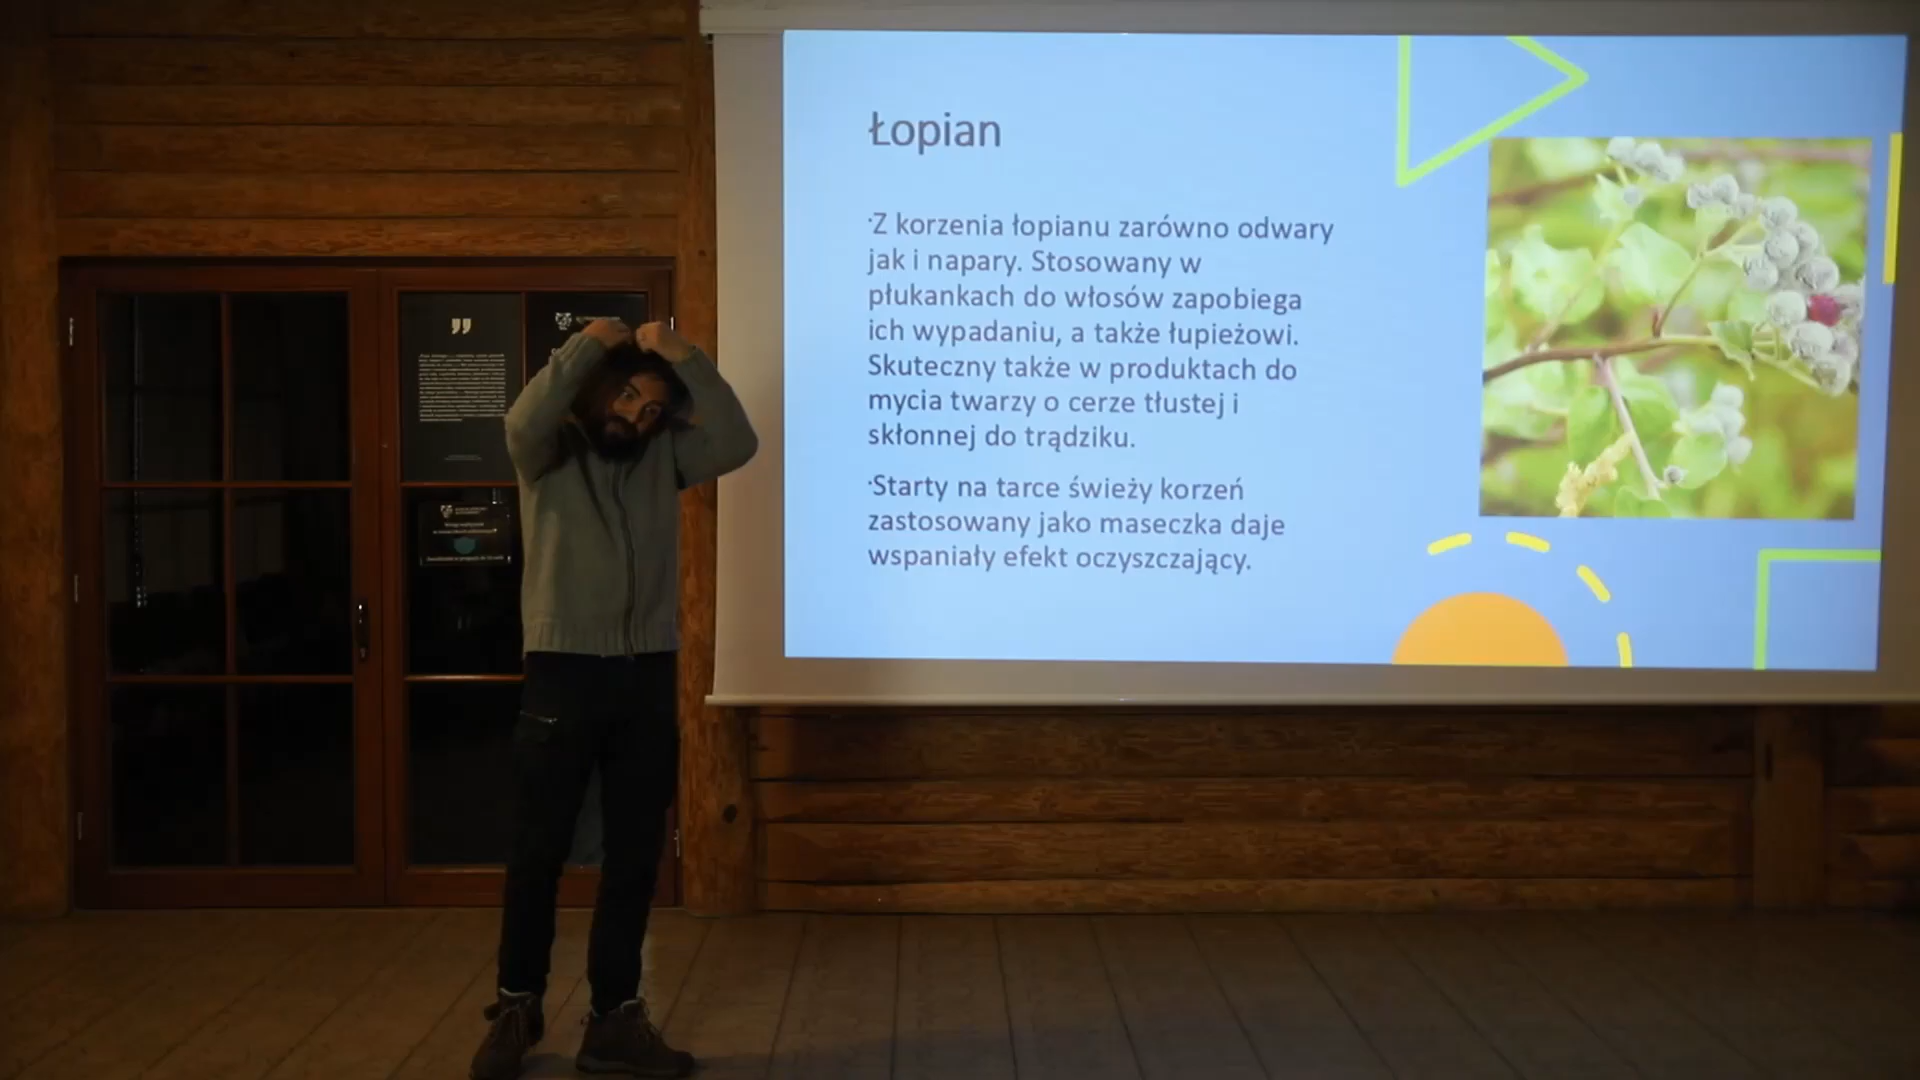 Łopian
·Z korzenia łopianu zarówno odwary
jak i napary. Stosowany w
płukankach do włosów zapobiega
ich wypadaniu, a także łupieżowi.
Skuteczny także w produktach do
mycia twarzy o cerze tłustej i
skłonnej do trądziku.
·Starty na tarce świeży korzeń
zastosowany jako maseczka daje
wspaniały efekt oczyszczający.